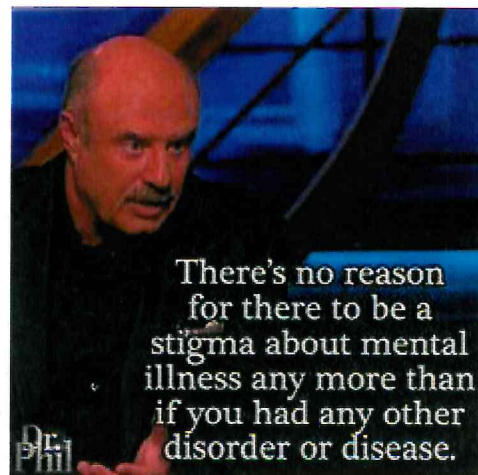 There's no reason
for there to be a
stigma about mental
illness any more than
if you had any other
disorder or disease.
Dr.
Phil